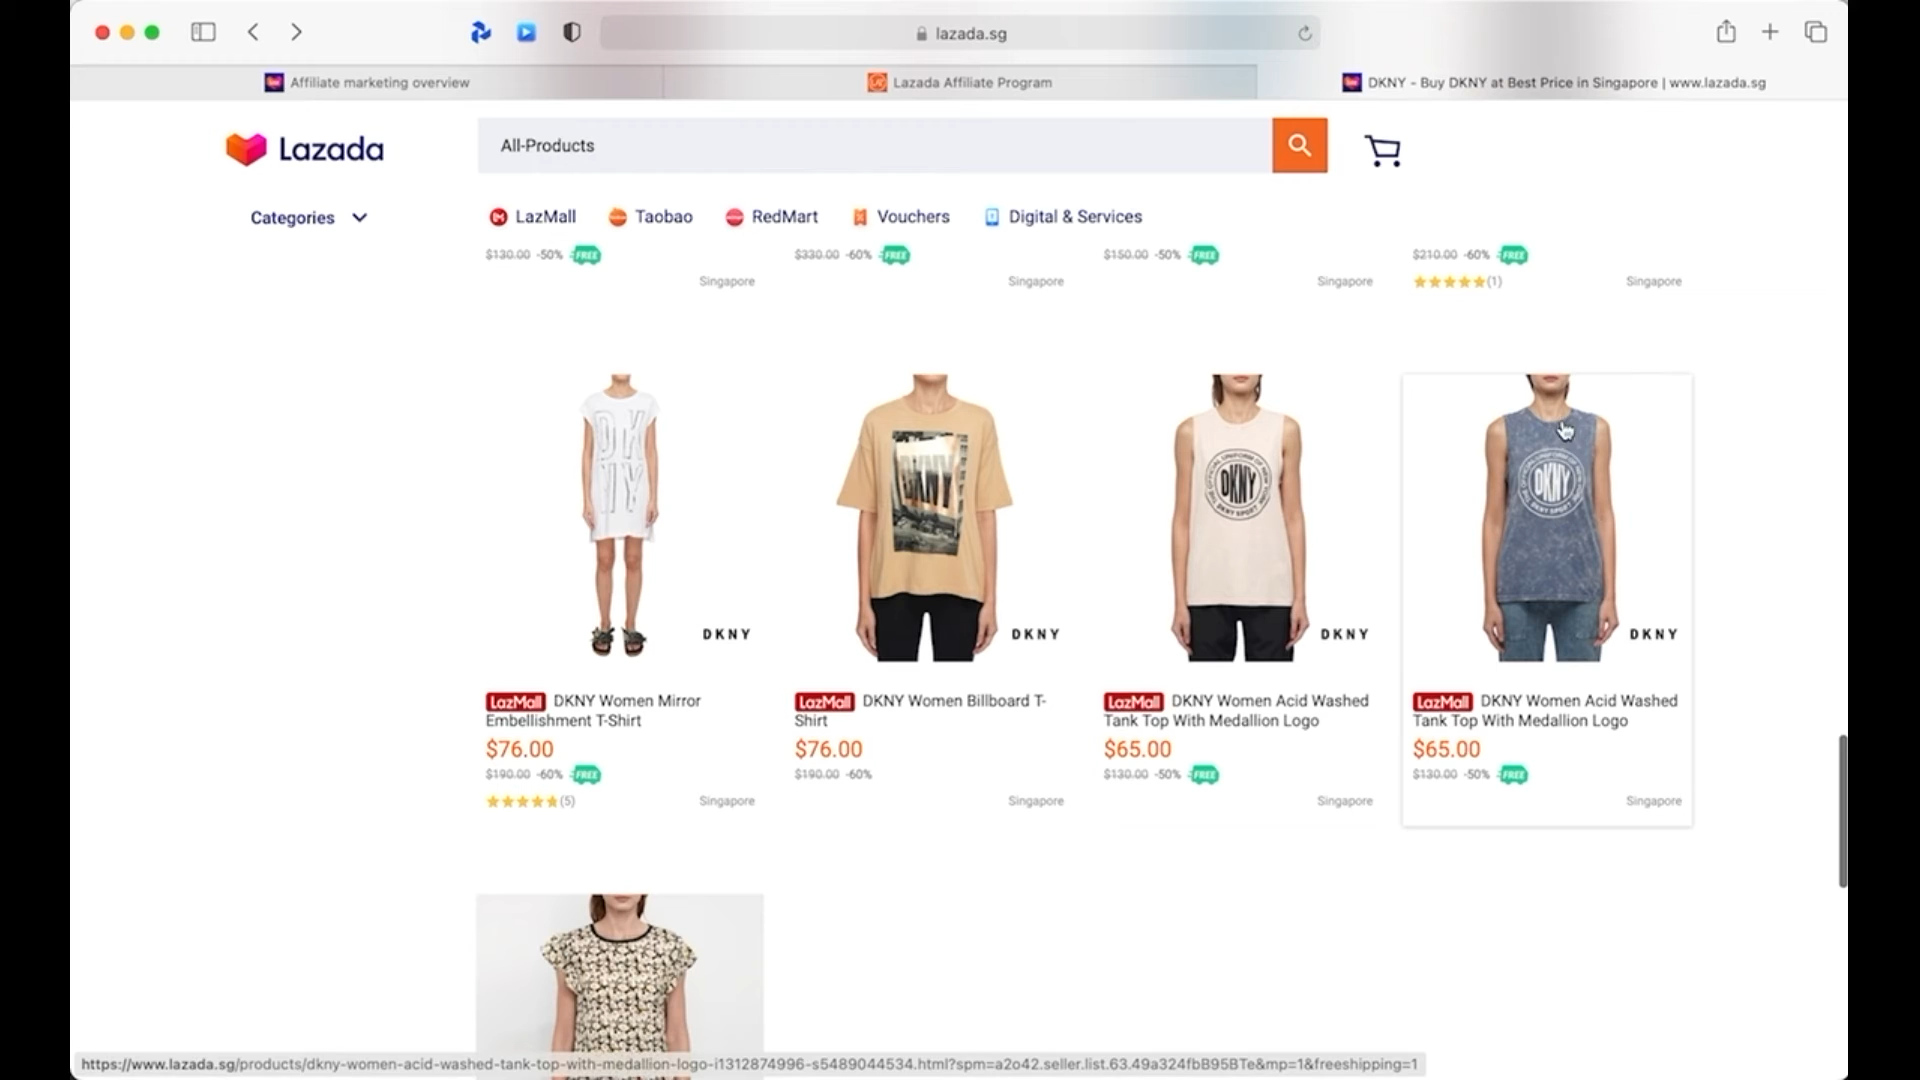 lazada.sg
Affiliate marketing overview
Lazada Affiliate Program
DKNY - Buy DKNY at Best Price in Singapore | www.lazada.sg
Lazada
All-Products
Categories
LazMall
Taobao
RedMart
Vouchers
Digital & Services
$130.00 -50% FREE
$330.00 -60% FREE
$150.00 -50% FREE
$210.00 -60% FREE
Singapore
Singapore
Singapore
(1)
Singapore
DK
NY
DKNY
DKNY
DKNY
DKNY
DKNY
DKNY
DKNY
LazMall DKNY Women Mirror
Embellishment T-Shirt
$76.00
$190.00 -60% FREE
(5)
Singapore
LazMall DKNY Women Billboard T-
Shirt
$76.00
$190.00 -60%
Singapore
LazMall DKNY Women Acid Washed
Tank Top With Medallion Logo
$65.00
$130.00 -50% FREE
Singapore
LazMall DKNY Women Acid Washed
Tank Top With Medallion Logo
$65.00
$130.00 -50% FREE
Singapore
https://www.lazada.sg/products/dkny-women-acid-washed-tank-top-with-medallion-logo-i1312874996-s5489044534.html?spm=a2o42.seller.list.63.49a324fbB95BTe&mp=1&freeshipping=1